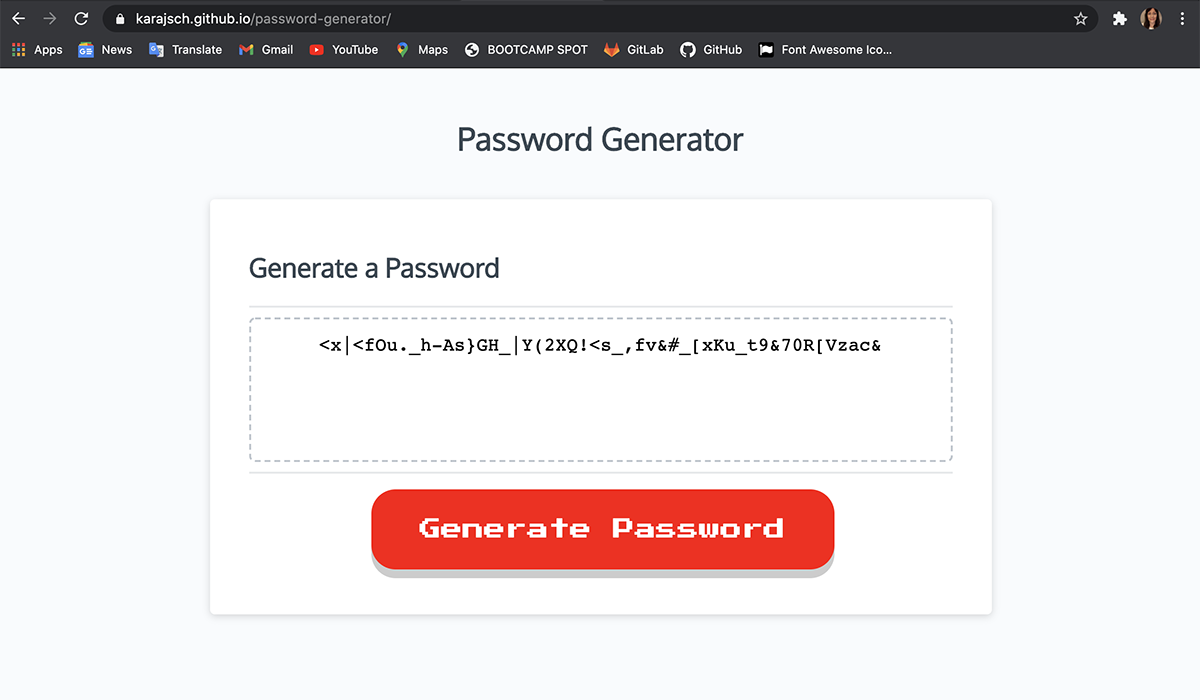 karajsch.github.io/password-generator/
Apps News Translate Gmail YouTube Maps BOOTCAMP SPOT GitLab GitHub Font Awesome Ico...
Password Generator
Generate a Password
<x|<fOu._h-As}GH_|Y(2XQ!<s_,fv&#_[xKu_t9&70R[Vzac&
Generate Password